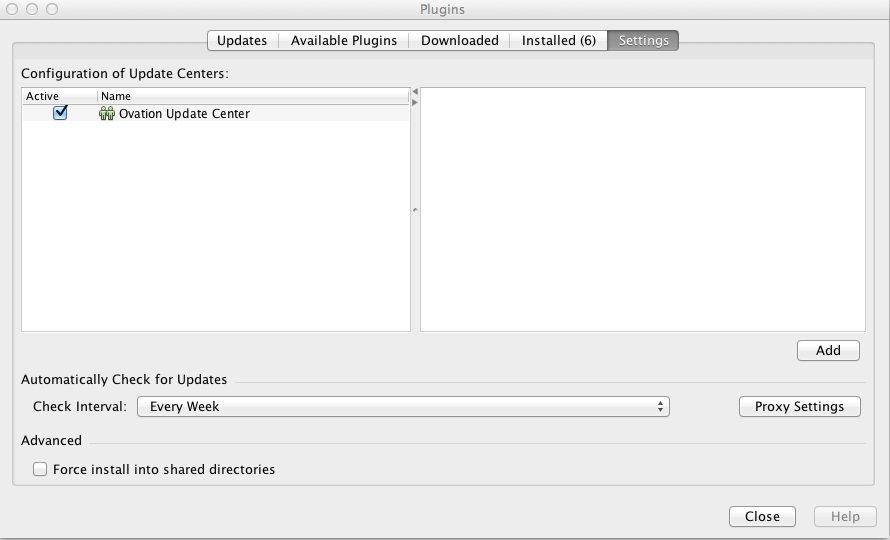 Plugins
Updates Available Plugins Downloaded Installed (6) Settings
Configuration of Update Centers:
Active Name
Ovation Update Center
Add
Automatically Check for Updates
Check Interval: Every Week Proxy Settings
Advanced
Force install into shared directories
Close Help